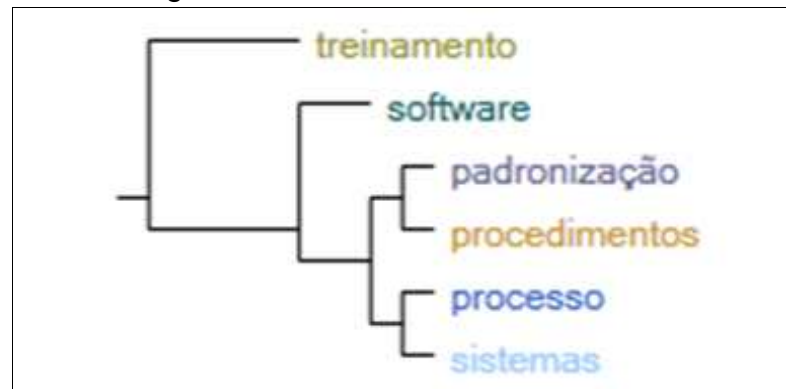 treinamento
software
padronização
procedimentos
processo
sistemas